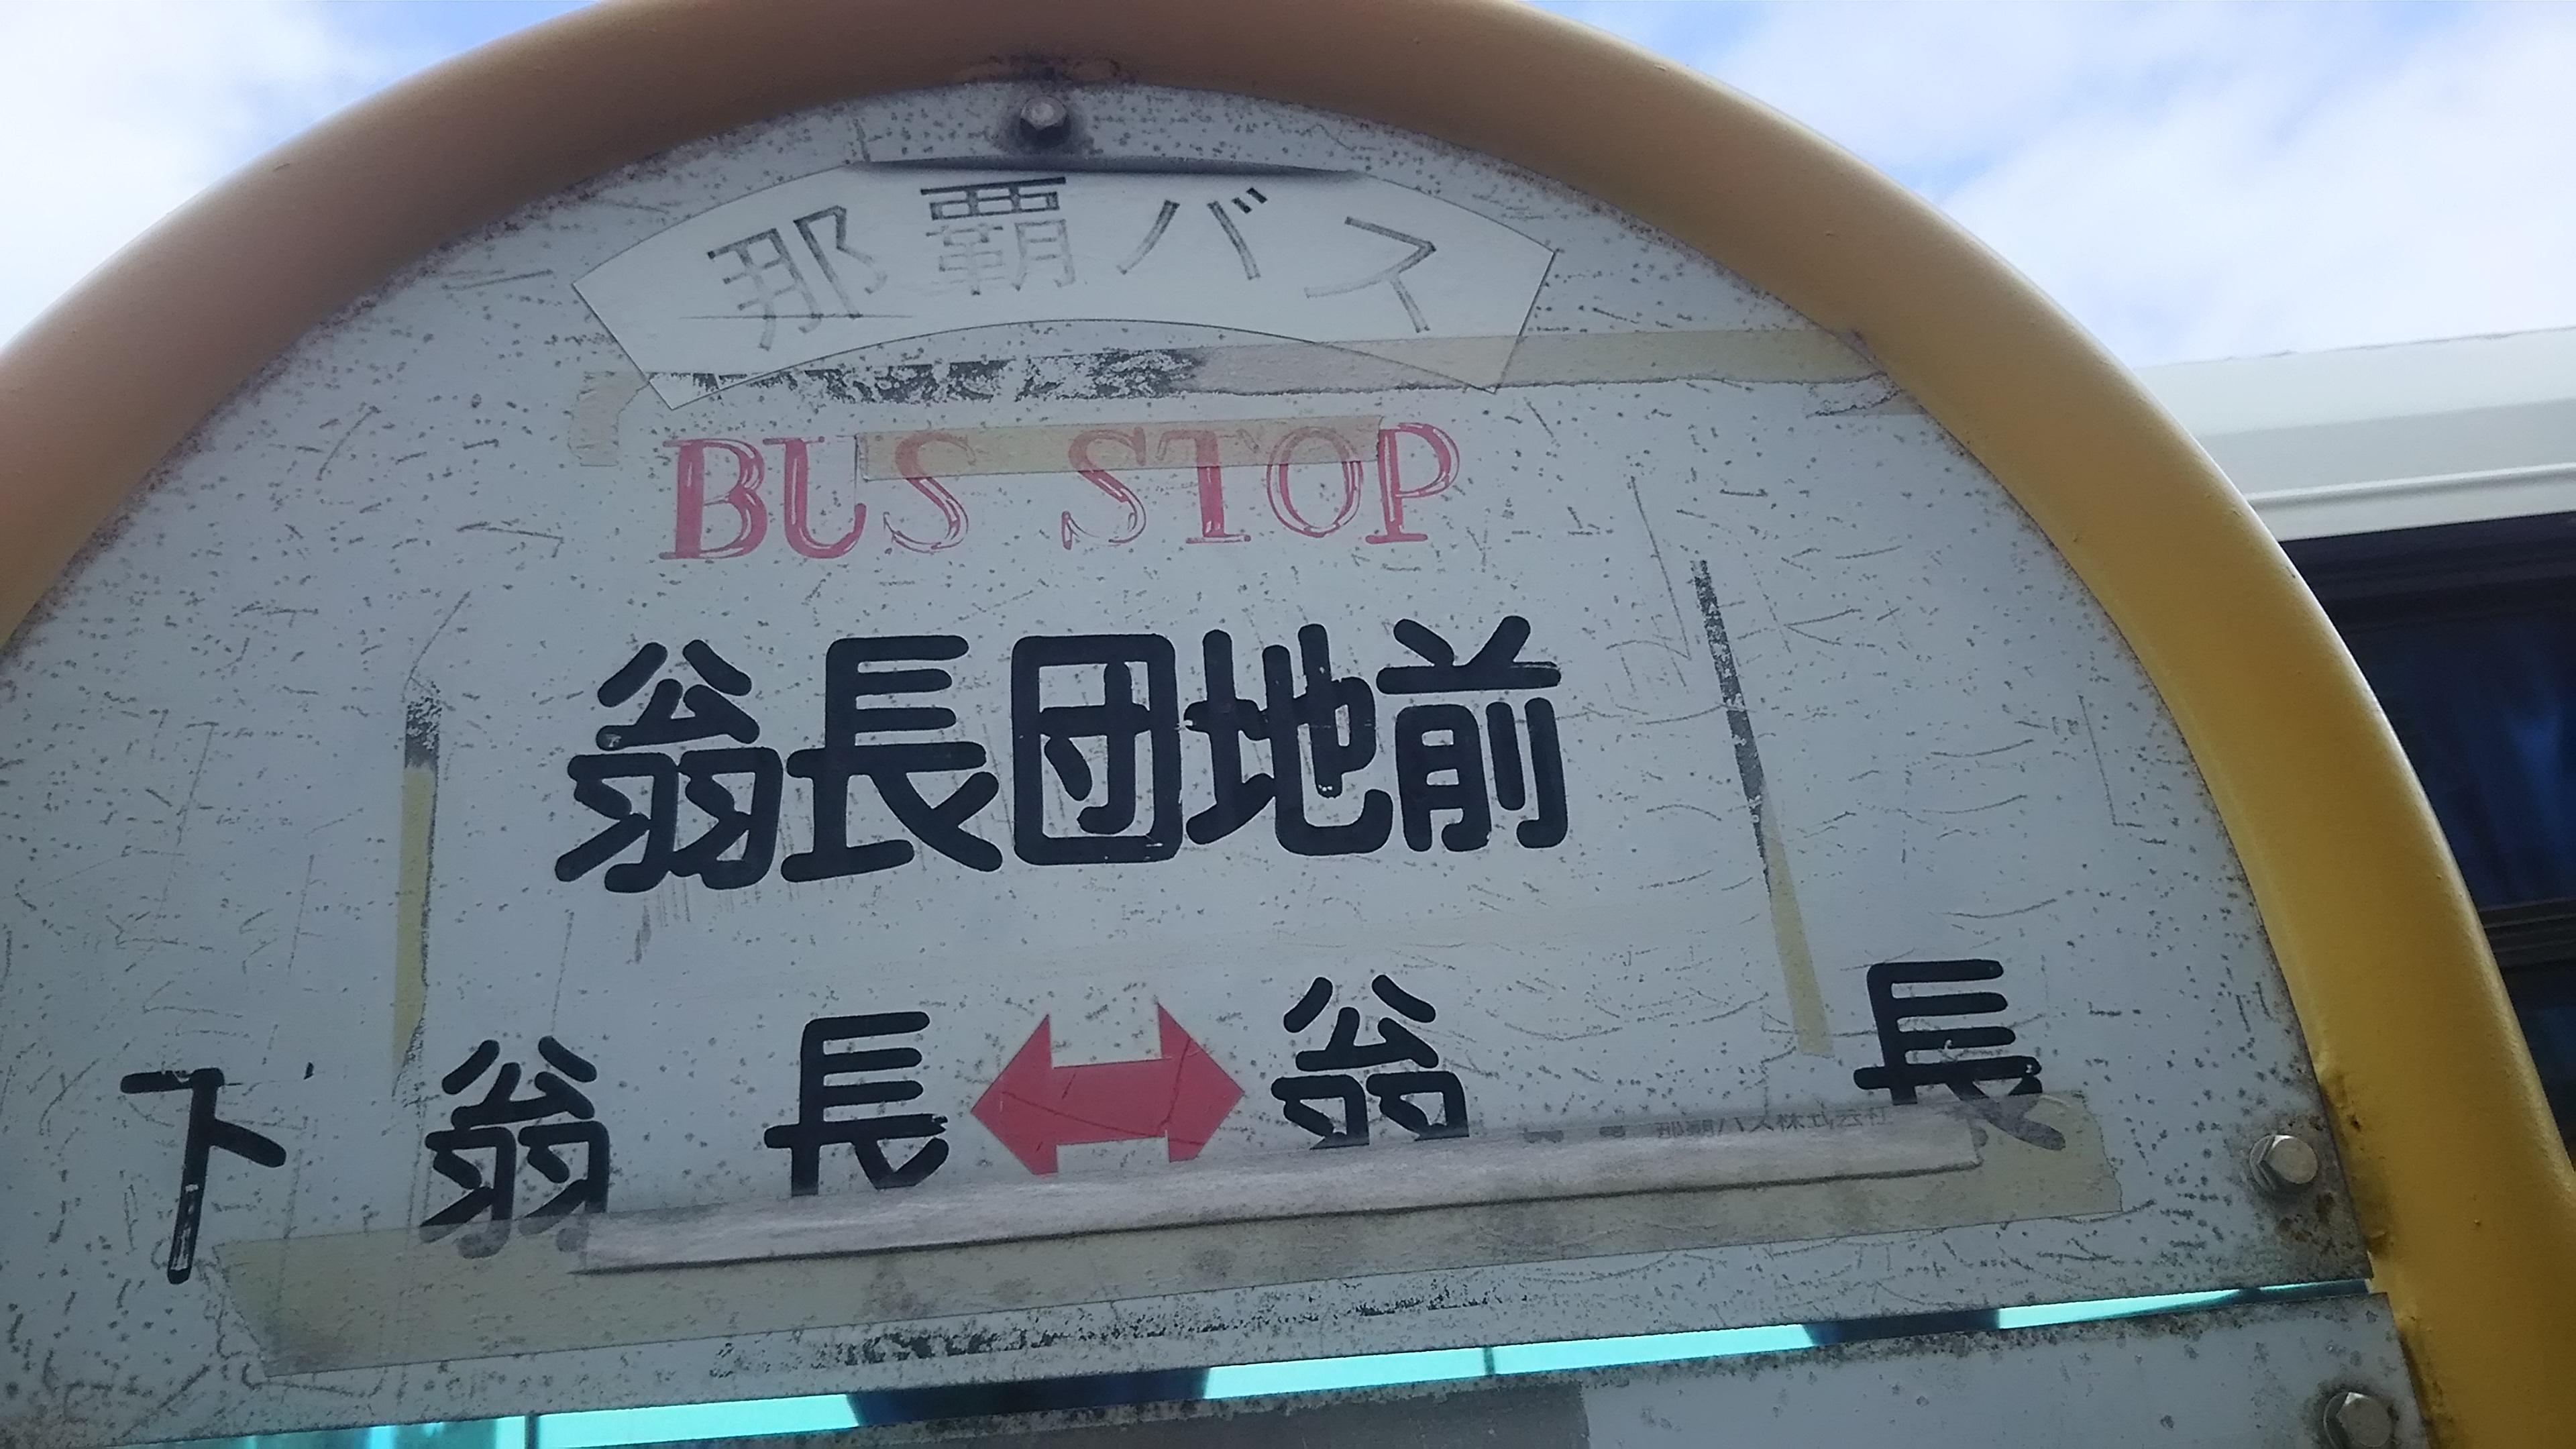 那覇バス
BUS STOP
翁長団地前
下翁長 ↔ 翁長
那覇バス株式会社